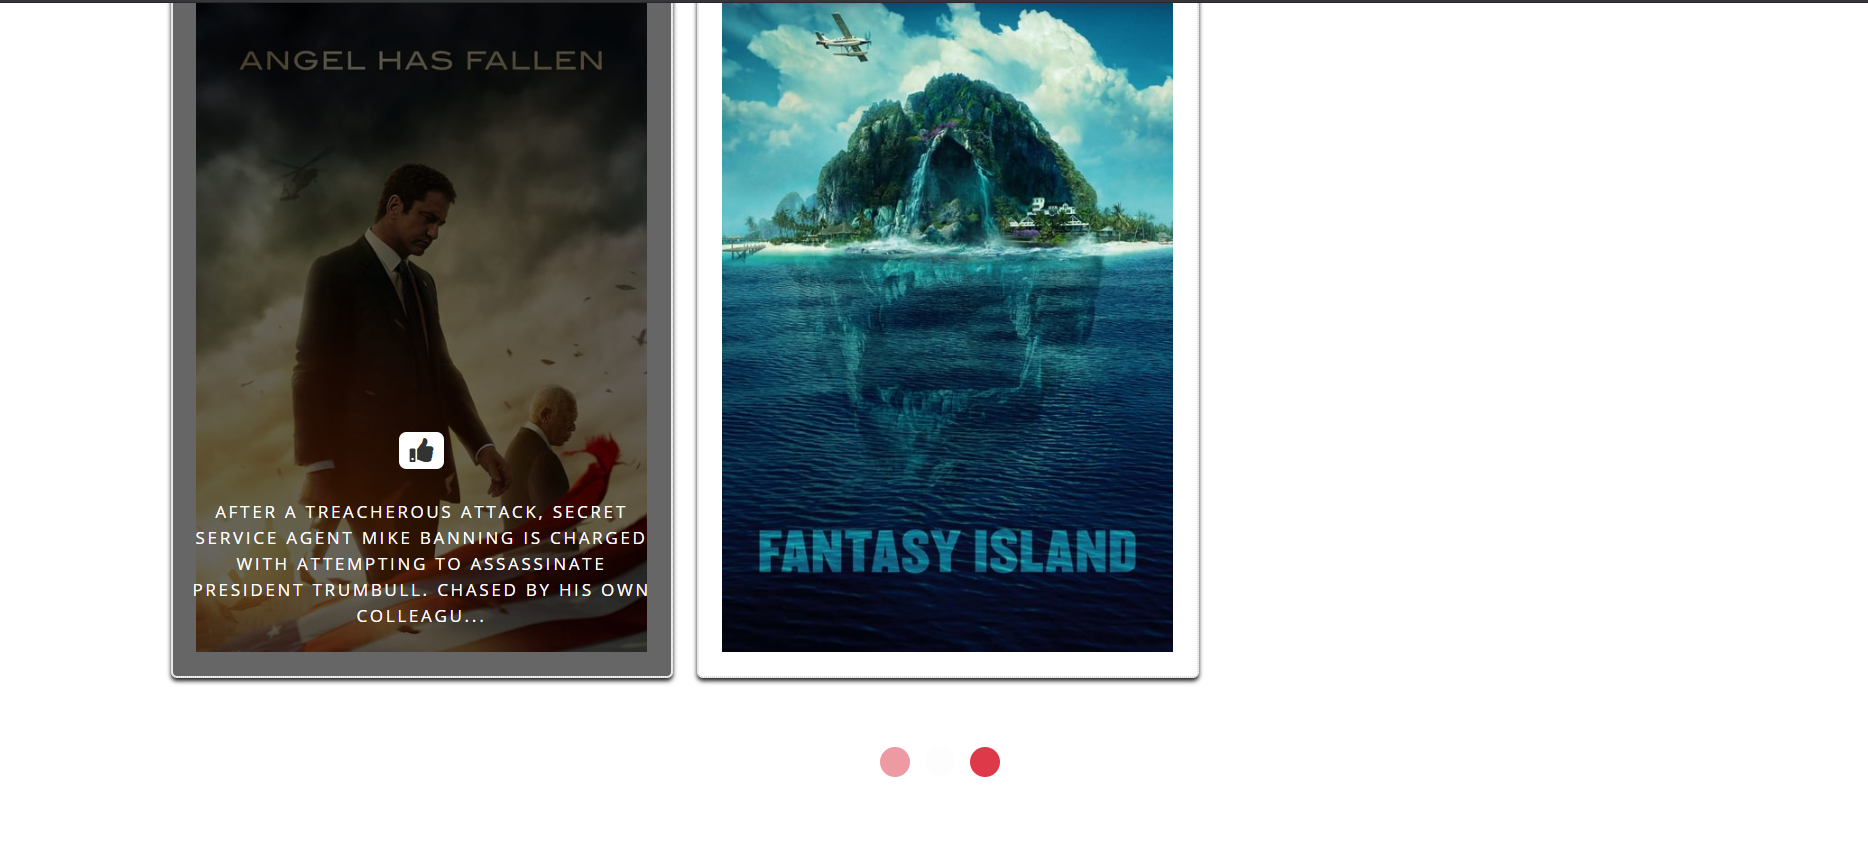 ANGEL HAS FALLEN
AFTER A TREACHEROUS ATTACK, SECRET
SERVICE AGENT MIKE BANNING IS CHARGED
WITH ATTEMPTING TO ASSASSINATE
PRESIDENT TRUMBULL. CHASED BY HIS OWN
COLLEAGU...
FANTASY ISLAND